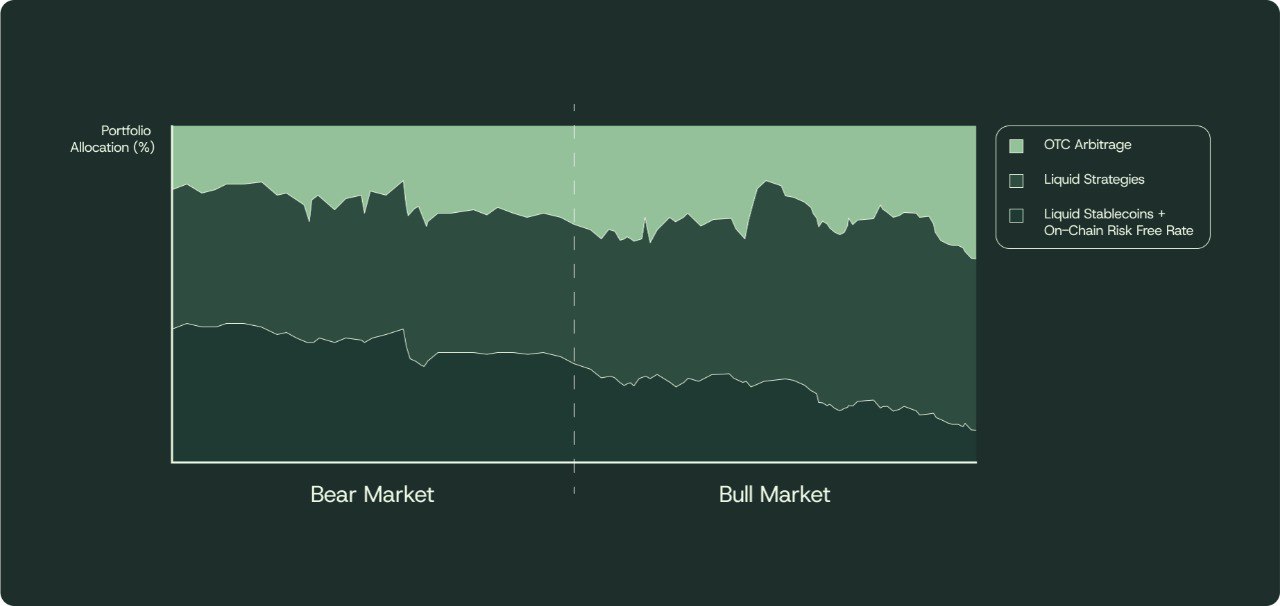 Portfolio
Allocation (%)
OTC Arbitrage
Liquid Strategies
Liquid Stablecoins +
On-Chain Risk Free Rate
Bear Market
Bull Market